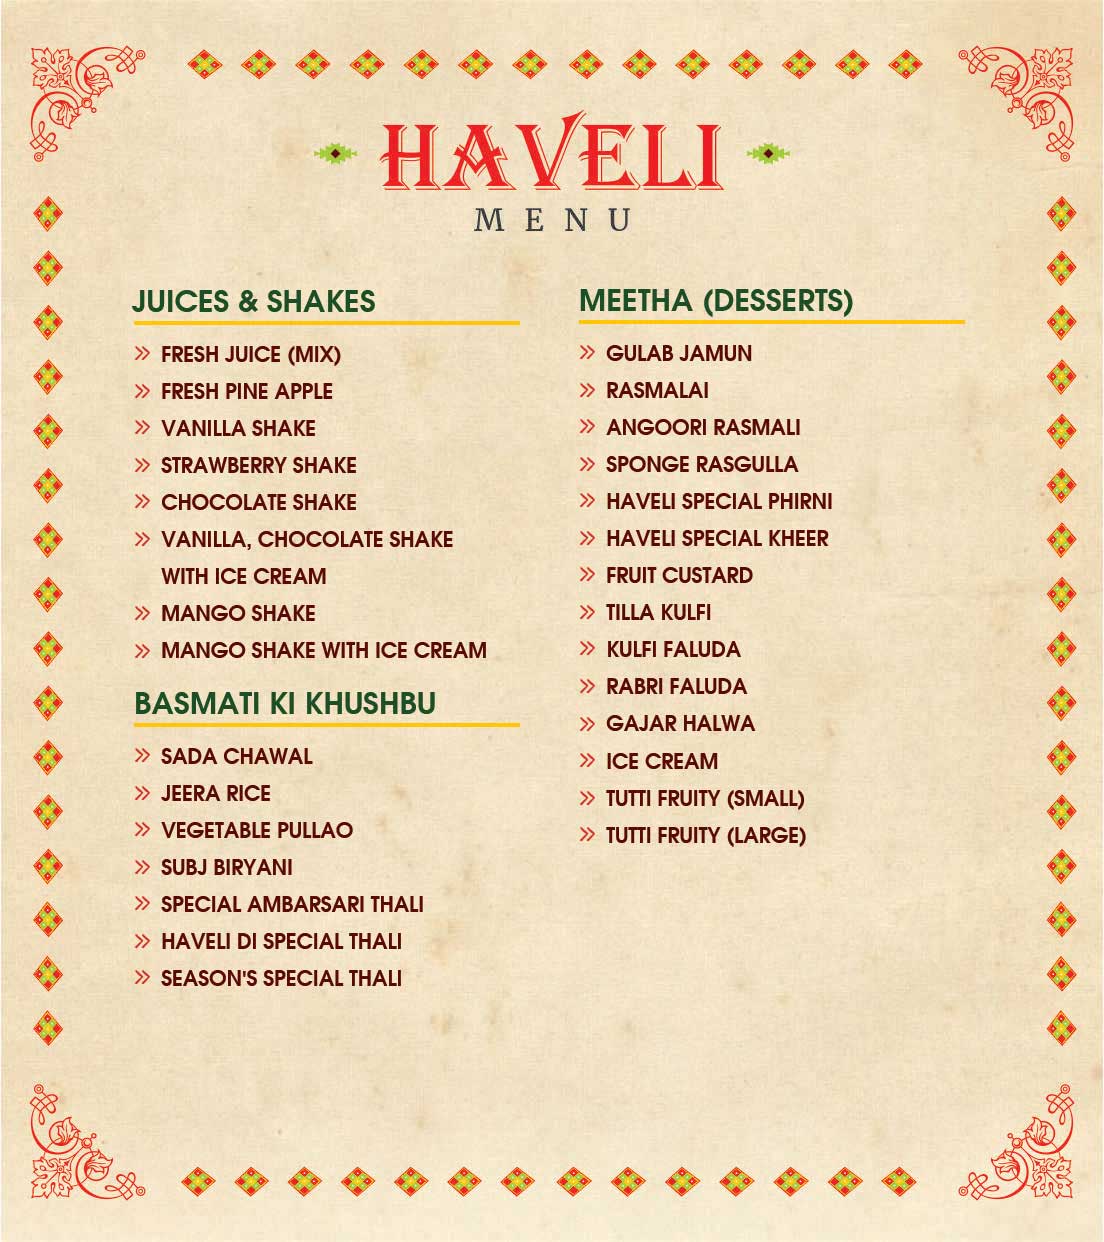 HAVELI
MENU
JUICES & SHAKES
FRESH JUICE (MIX)
FRESH PINE APPLE
VANILLA SHAKE
STRAWBERRY SHAKE
CHOCOLATE SHAKE
VANILLA, CHOCOLATE SHAKE
WITH ICE CREAM
MANGO SHAKE
MANGO SHAKE WITH ICE CREAM
BASMATI KI KHUSHBU
SADA CHAWAL
JEERA RICE
VEGETABLE PULLAO
SUBJ BIRYANI
SPECIAL AMBARSARI THALI
HAVELI DI SPECIAL THALI
SEASON'S SPECIAL THALI
MEETHA (DESSERTS)
GULAB JAMUN
RASMALAI
ANGOORI RASMALI
SPONGE RASGULLA
HAVELI SPECIAL PHIRNI
HAVELI SPECIAL KHEER
FRUIT CUSTARD
TILLA KULFI
KULFI FALUDA
RABRI FALUDA
GAJAR HALWA
ICE CREAM
TUTTI FRUITY (SMALL)
TUTTI FRUITY (LARGE)